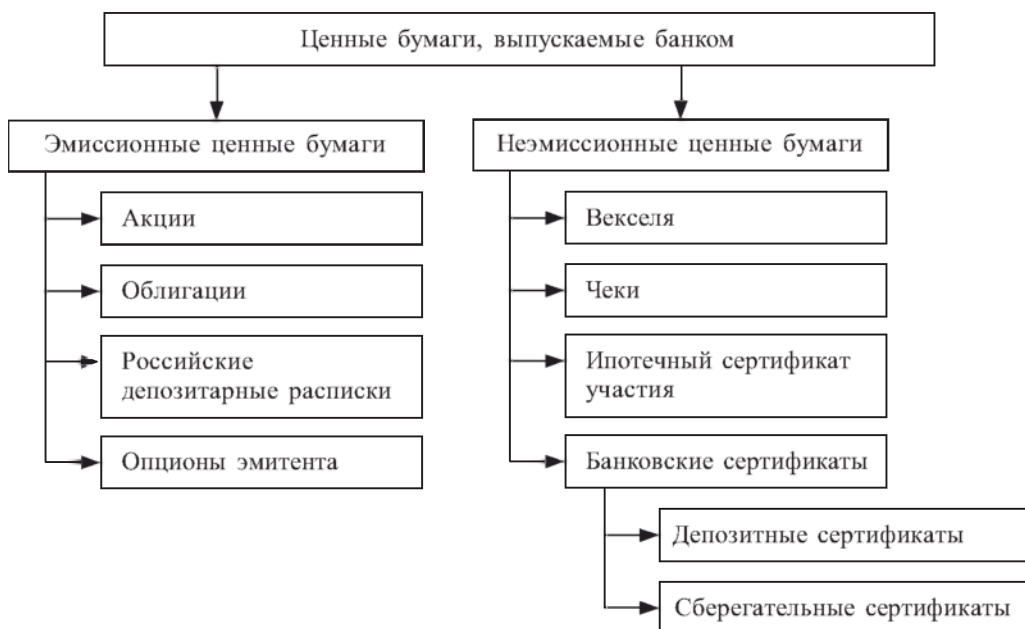 Ценные бумаги, выпускаемые банком
Эмиссионные ценные бумаги
Акции
Облигации
Российские
депозитарные расписки
Опционы эмитента
Неэмиссионные ценные бумаги
Векселя
Чеки
Ипотечный сертификат
участия
Банковские сертификаты
Депозитные сертификаты
Сберегательные сертификаты